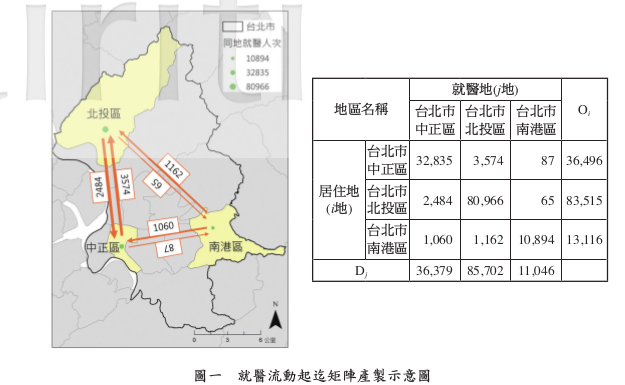 台北市
同地就醫人次
10894
32835
80966
北投區
2484
3574
1162
65
1060
87
中正區
南港區
N
0 3 6 公里
就醫地(j地)
地區名稱
O_i
台北市 台北市 台北市
中正區 北投區 南港區
台北市
中正區 32,835 3,574 87 36,496
居住地
(i地)
台北市
北投區 2,484 80,966 65 83,515
台北市
南港區 1,060 1,162 10,894 13,116
D_j 36,379 85,702 11,046
圖一 就醫流動起迄矩陣產製示意圖